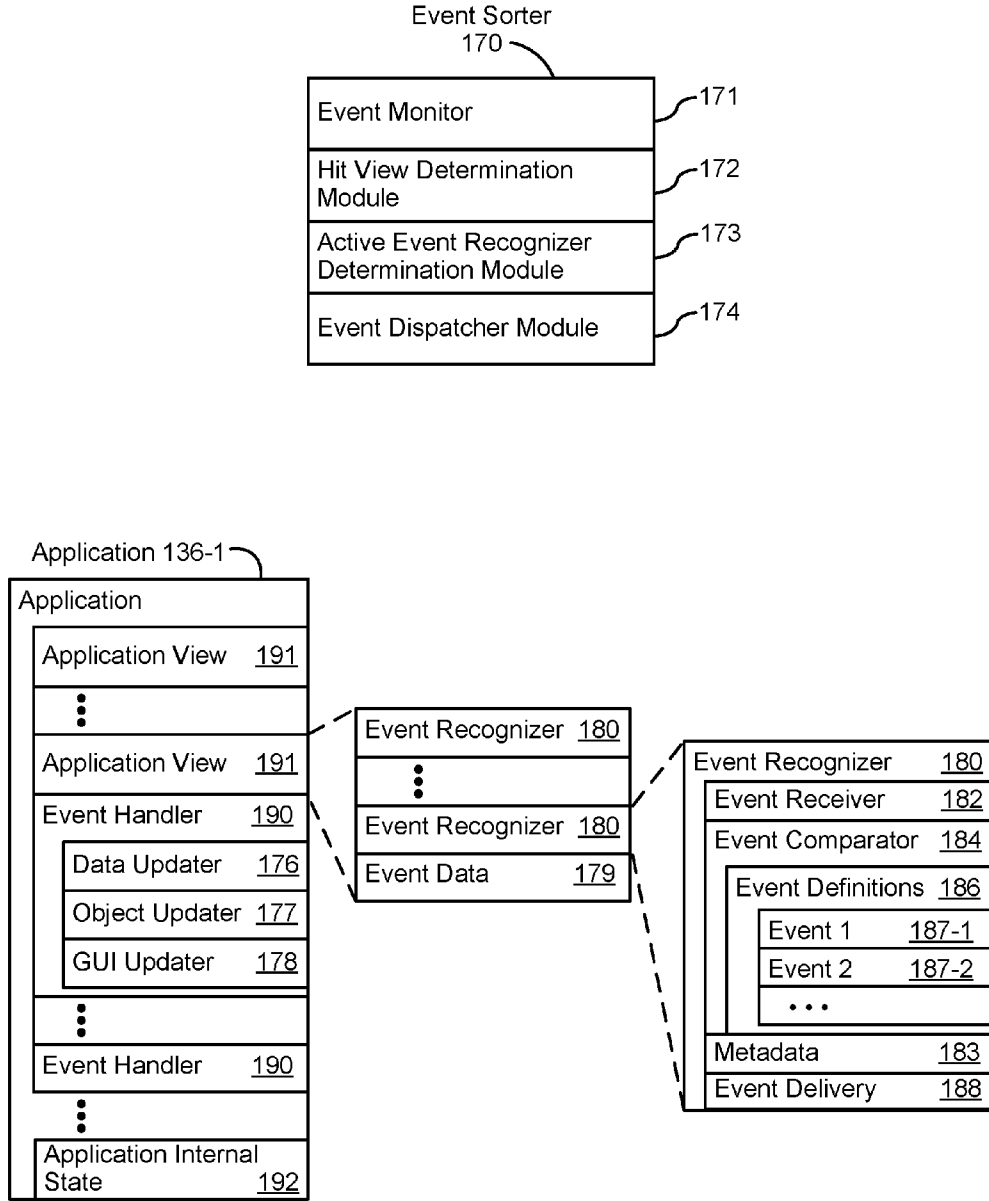 Event Sorter
170
Event Monitor
171
Hit View Determination
Module
172
Active Event Recognizer
Determination Module
173
Event Dispatcher Module
174
Application 136-1
Application
Application View 191
Application View 191
Event Handler 190
Data Updater 176
Object Updater 177
GUI Updater 178
Event Handler 190
Application Internal
State 192
Event Recognizer 180
Event Recognizer 180
Event Data 179
Event Recognizer 180
Event Receiver 182
Event Comparator 184
Event Definitions 186
Event 1 187-1
Event 2 187-2
• • •
Metadata 183
Event Delivery 188